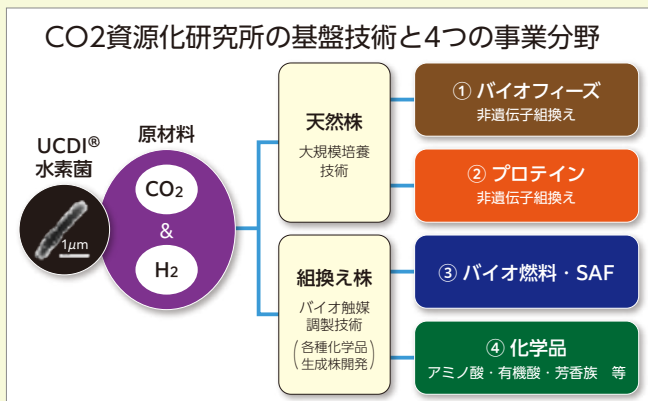 CO2資源化研究所の基盤技術と4つの事業分野
UCDI®
水素菌
1μm
原材料
CO2
&
H2
天然株
大規模培養
技術
組換え株
バイオ触媒
調製技術
(各種化学品
生成株開発)
① バイオフィーズ
非遺伝子組換え
② プロテイン
非遺伝子組換え
③ バイオ燃料・SAF
④ 化学品
アミノ酸・有機酸・芳香族 等